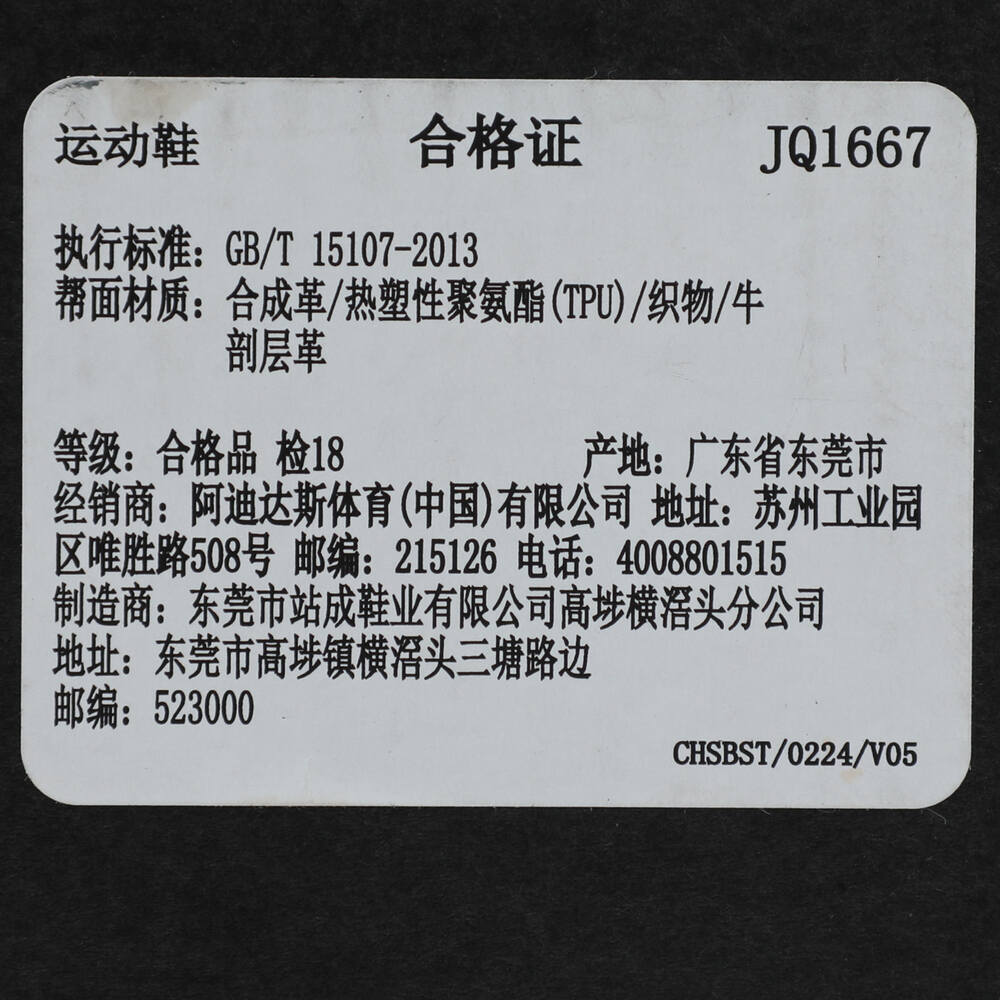 运动鞋 合格证 JQ1667
执行标准：GB/T 15107-2013
帮面材质：合成革/热塑性聚氨酯(TPU)/织物/牛
剖层革
等级：合格品 检18 产地：广东省东莞市
经销商：阿迪达斯体育(中国)有限公司 地址：苏州工业园
区唯胜路508号 邮编：215126 电话：4008801515
制造商：东莞市站成鞋业有限公司高埗横滘头分公司
地址：东莞市高埗镇横滘头三塘路边
邮编：523000
CHSBST/0224/V05